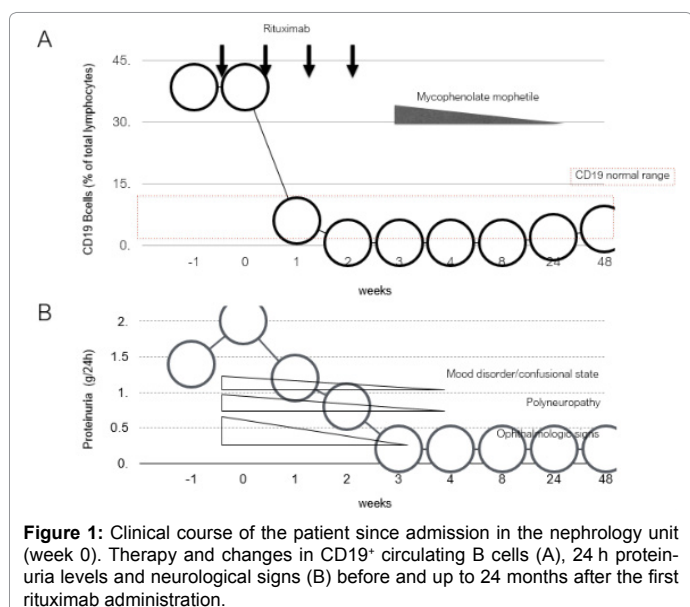 A
Rituximab
45.
Mycophenolate mophetile
30.
15.
CD19 normal range
0.
CD19 Bcells (% of total lymphocytes)
-1 0 1 2 3 4 8 24 48
weeks
B
2.
1.5
Mood disorder/confusional state
1.
Polyneuropathy
0.5
Ophthalmologic signs
0.
Proteinuria (g/24h)
-1 0 1 2 3 4 8 24 48
weeks
Figure 1: Clinical course of the patient since admission in the nephrology unit
(week 0). Therapy and changes in CD19⁺ circulating B cells (A), 24 h protein-
uria levels and neurological signs (B) before and up to 24 months after the first
rituximab administration.